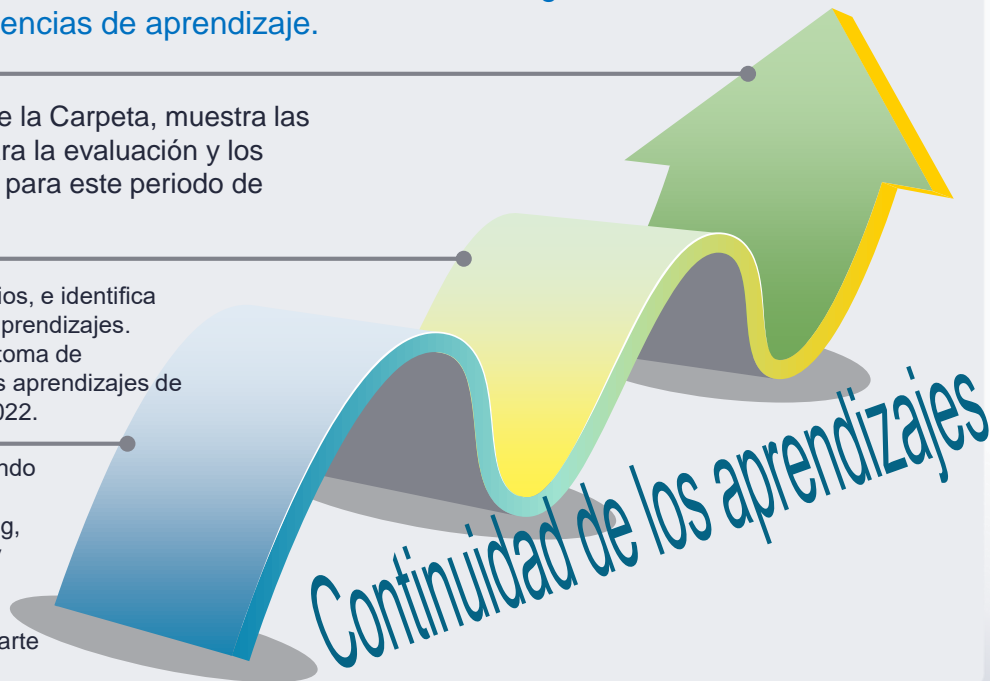 encias de aprendizaje.
e la Carpeta, muestra las
ra la evaluación y los
para este periodo de
ios, e identifica
prendizajes.
toma de
s aprendizajes de
022.
ndo
g,
arte
Continuidad de los aprendizajes